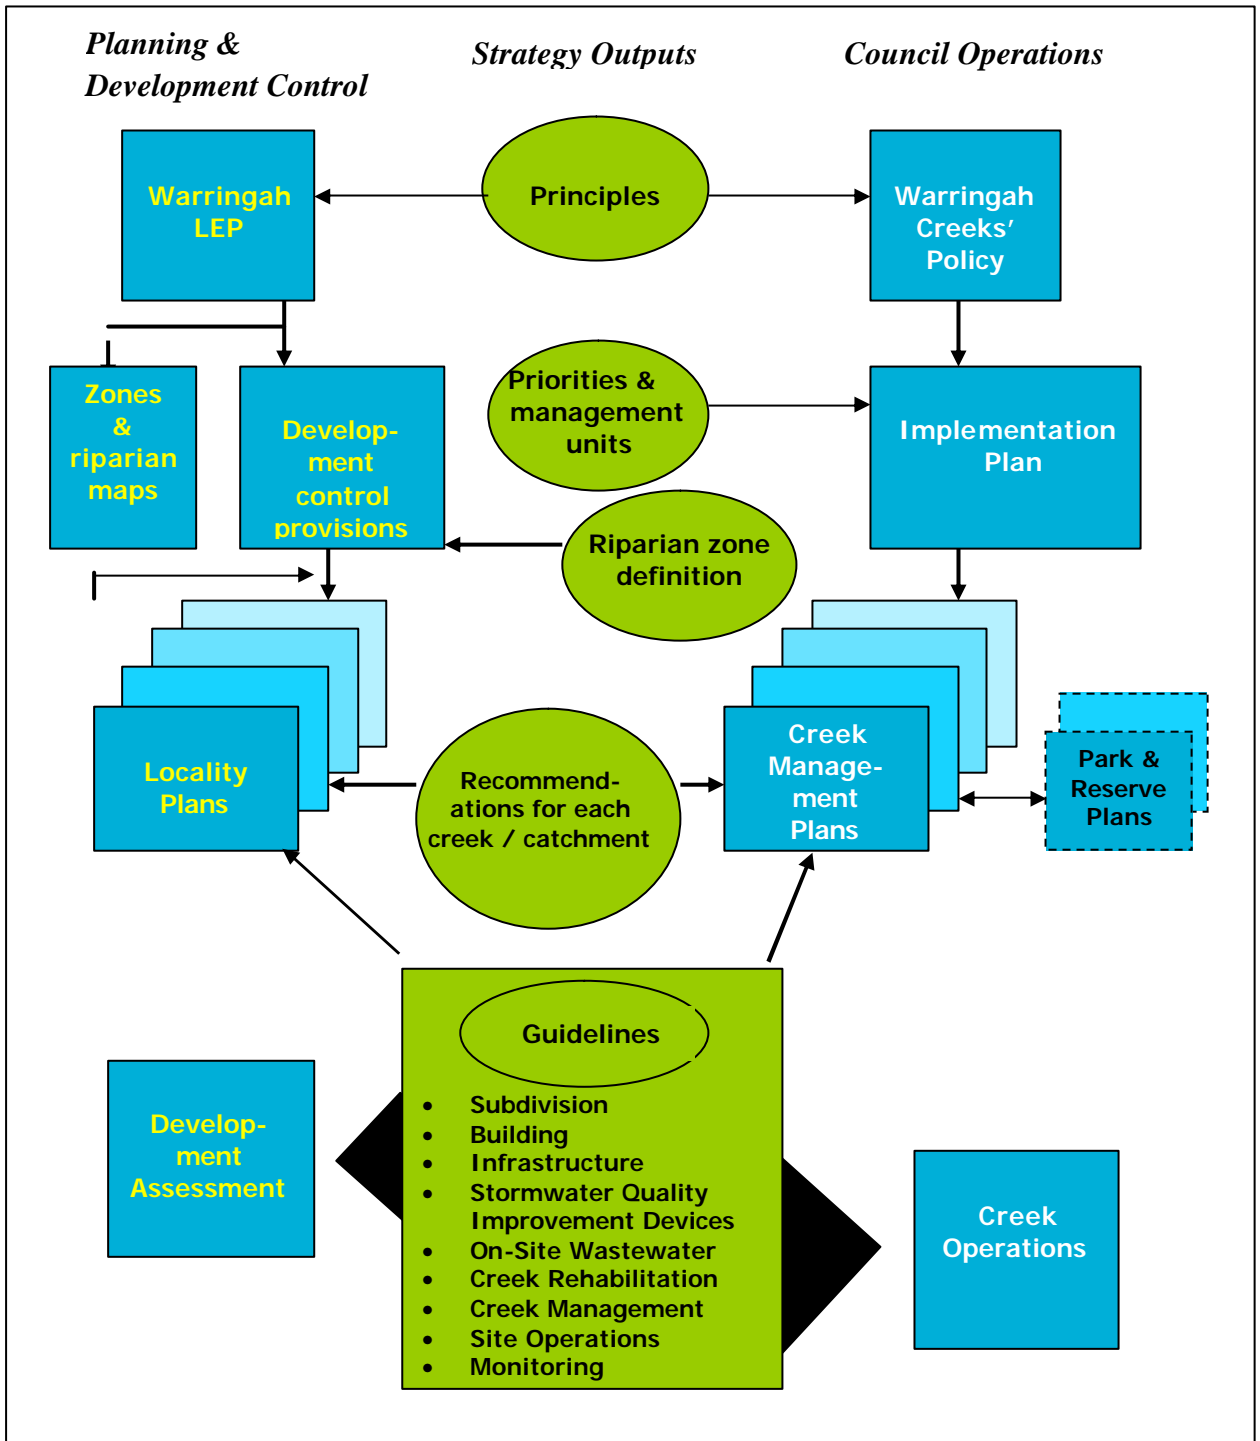 Planning &
Development Control
Strategy Outputs
Council Operations
Warringah
LEP
Principles
Warringah
Creeks’
Policy
Zones
&
riparian
maps
Develop-
ment
control
provisions
Priorities &
management
units
Implementation
Plan
Riparian zone
definition
Locality
Plans
Recommend-
ations for each
creek / catchment
Creek
Manage-
ment
Plans
Park &
Reserve
Plans
Guidelines
• Subdivision
• Building
• Infrastructure
• Stormwater Quality
Improvement Devices
• On-Site Wastewater
• Creek Rehabilitation
• Creek Management
• Site Operations
• Monitoring
Develop-
ment
Assessment
Creek
Operations